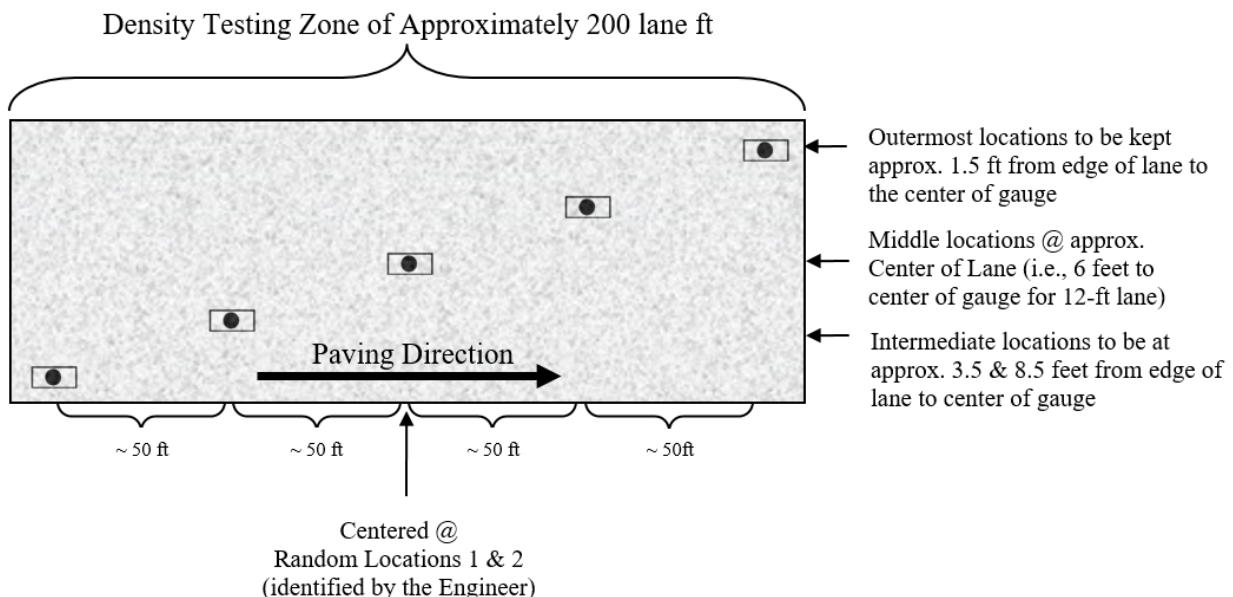 Density Testing Zone of Approximately 200 lane ft
Outermost locations to be kept
approx. 1.5 ft from edge of lane to
the center of gauge
Middle locations @ approx.
Center of Lane (i.e., 6 feet to
center of gauge for 12-ft lane)
Intermediate locations to be at
approx. 3.5 & 8.5 feet from edge of
lane to center of gauge
Paving Direction
~ 50 ft
~ 50 ft
~ 50 ft
~ 50ft
Centered @
Random Locations 1 & 2
(identified by the Engineer)